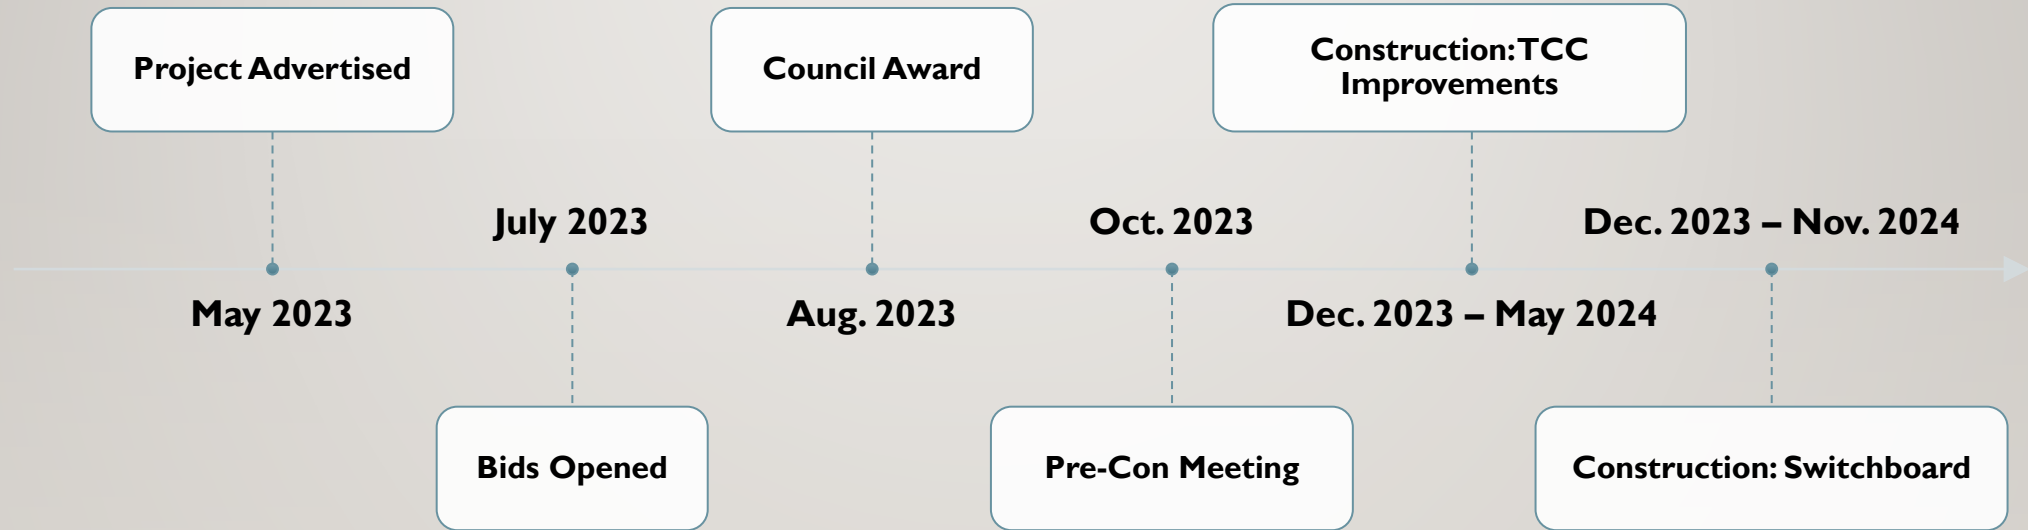 Project Advertised
Council Award
Construction: TCC
Improvements
July 2023
Oct. 2023
Dec. 2023 – Nov. 2024
May 2023
Aug. 2023
Dec. 2023 – May 2024
Bids Opened
Pre-Con Meeting
Construction: Switchboard